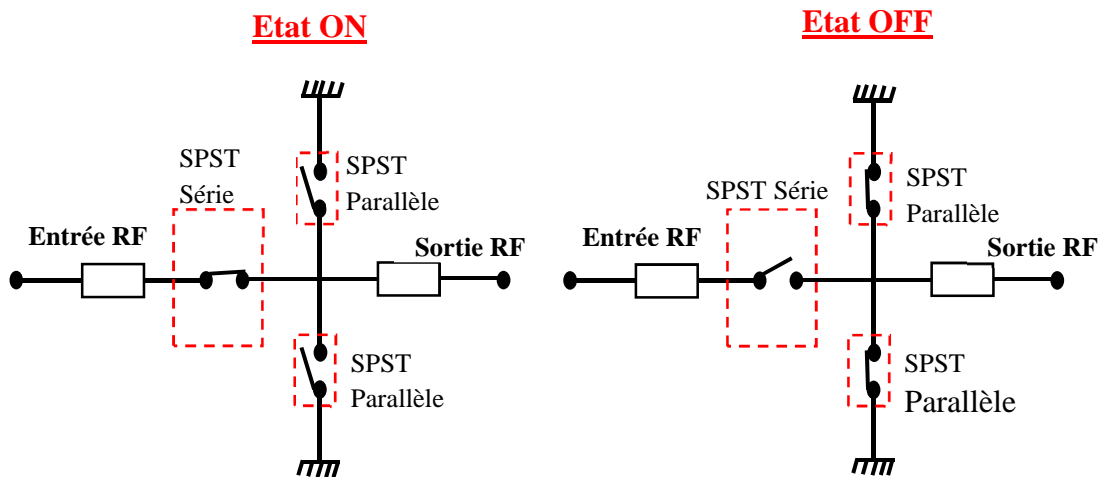 Etat ON
SPST
Série
SPST
Parallèle
Entrée RF
Sortie RF
SPST
Parallèle
Etat OFF
SPST Série
SPST
Parallèle
Entrée RF
Sortie RF
SPST
Parallèle